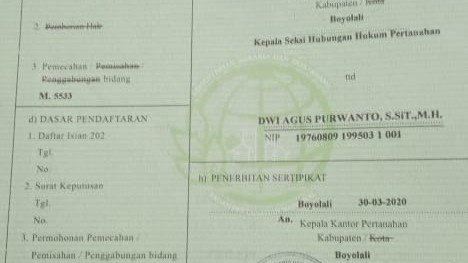 Kabupaten / Kota
2. Pemberian Hak
Boyolali
Kepala Seksi Hubungan Hukum Pertanahan
3. Pemecahan / Pemisahan /
Penggabungan bidang
M. 5533
nd
d) DASAR PENDAFTARAN
1. Daftar Isian 202
Tgl.
No.
2. Surat Keputusan
Tgl.
No.
3. Permohonan Pemecahan /
Pemisahan / Penggabungan bidang
DWI AGUS PURWANTO, S.SiT.,M.H.
NIP 19760809 199503 1 001
h) PENERBITAN SERTIPIKAT
Boyolali 30-03-2020
An. Kepala Kantor Pertanahan
Kabupaten / Kota
Boyolali